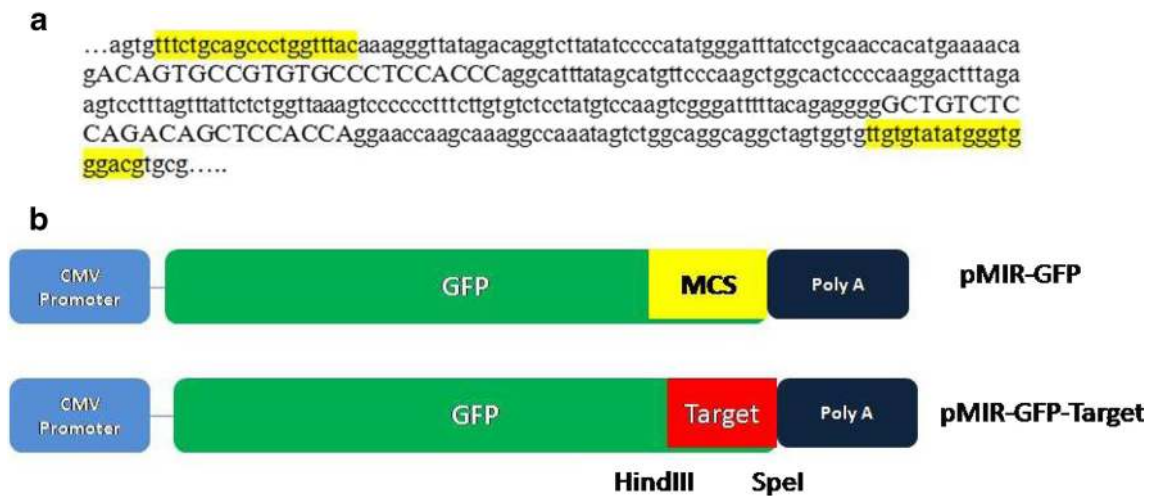 a
…agtgtttctgcagccctggtttacaaagggttatagacaggtcttatatccccatatgggatttatcctgcaaccacatgaaaaca
gACAGTGCCGTGTGCCCTCCACCCaggcatttatagcatgttcccaagctggcactccccaaggactttaga
agtcctttagtttattctctggttaaagtccccccctttcttgtgtctcctatgtccaagtcgggatttttacagaggggGCTGTCTC
CAGACAGCTCCACCAggaaccaagcaaaggccaaatagtctggcaggcaggctagtggtgttgtgtatatgggtg
ggacgtgcg.....
b
CMV
Promoter
GFP
MCS
Poly A
pMIR-GFP
CMV
Promoter
GFP
Target
Poly A
pMIR-GFP-Target
HindIII SpeI